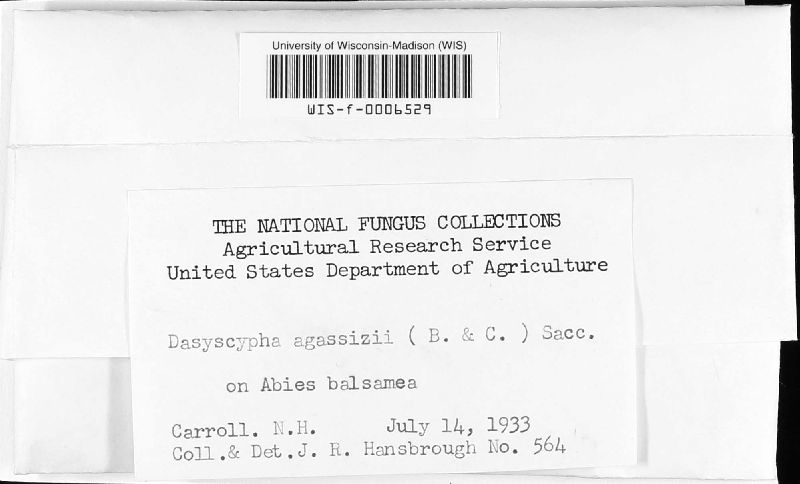 University of Wisconsin-Madison (WIS)
WIS-f-0006529
THE NATIONAL FUNGUS COLLECTIONS
Agricultural Research Service
United States Department of Agriculture
Dasyscypha agassizii ( B. & C. ) Sacc.
on Abies balsamea
Carroll. N.H. July 14, 1933
Coll.& Det.J. R. Hansbrough No. 564